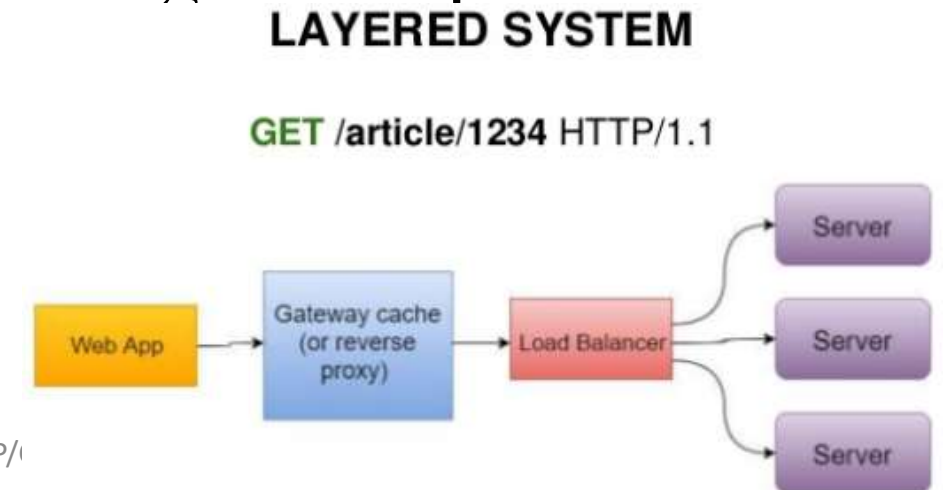 LAYERED SYSTEM
GET /article/1234 HTTP/1.1
Web App
Gateway cache
(or reverse
proxy)
Load Balancer
Server
Server
Server